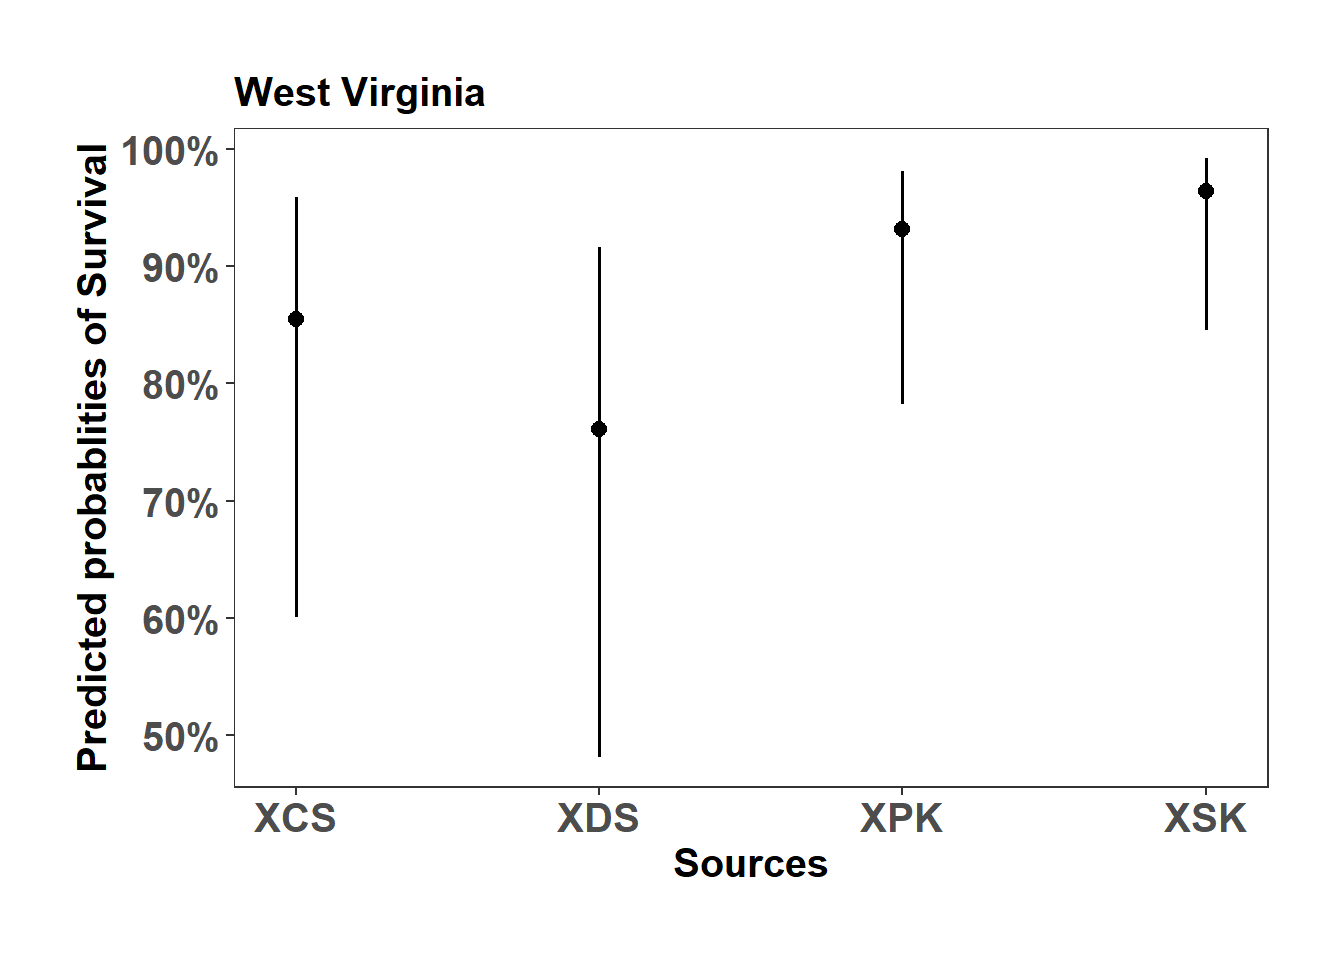 West Virginia
Predicted probablities of Survival
100%
90%
80%
70%
60%
50%
XCS XDS XPK XSK
Sources